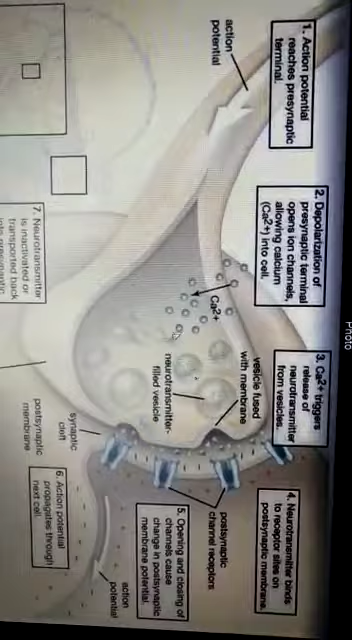 Photo
1. Action potential
reaches presynaptic
terminal.
action
potential
2. Depolarization of
presynaptic terminal
opens ion channels,
allowing calcium
(Ca2+) into cell.
Ca2+
3. Ca2+ triggers
release of
neurotransmitter
from vesicles.
vesicle fused
with membrane
neurotransmitter-
filled vesicle
4. Neurotransmitter binds
to receptor sites on
postsynaptic membrane.
postsynaptic
channel receptors
5. Opening and closing of
channels cause
change in postsynaptic
membrane potential.
synaptic
cleft
postsynaptic
membrane
6. Action potential
propagates through
next cell.
action
potential
7. Neurotransmitter
is inactivated or
transported back
into presynaptic